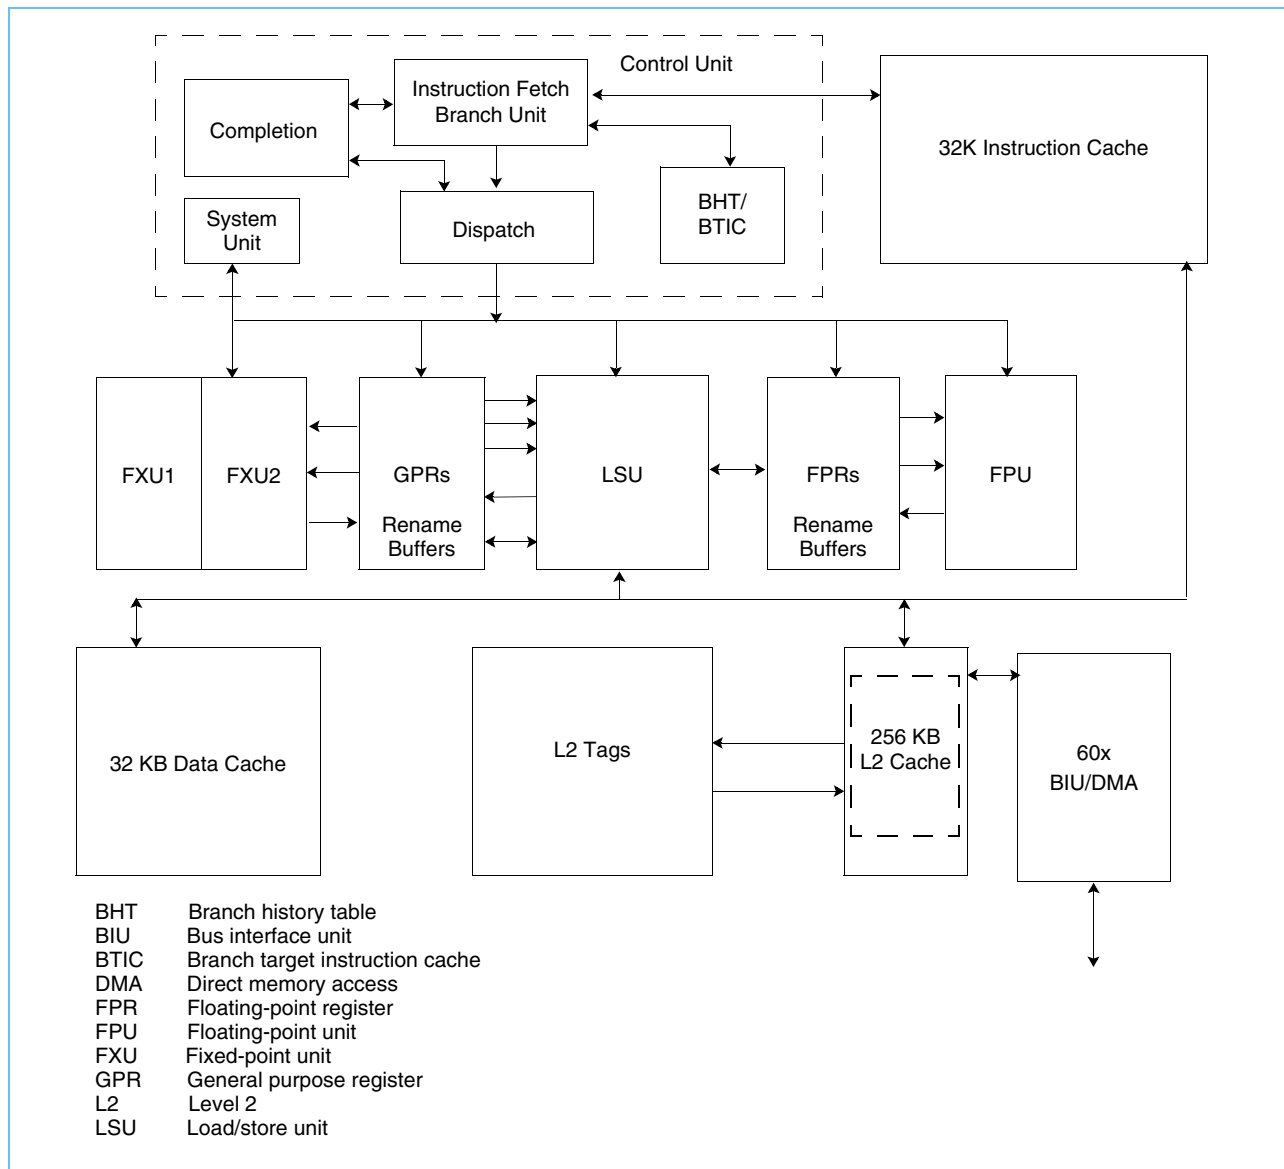 Control Unit
Instruction Fetch
Branch Unit
Completion
32K Instruction Cache
BHT/
BTIC
System
Unit
Dispatch
FXU1
FXU2
GPRs
Rename
Buffers
LSU
FPRs
Rename
Buffers
FPU
32 KB Data Cache
L2 Tags
256 KB
L2 Cache
60x
BIU/DMA
BHT Branch history table
BIU Bus interface unit
BTIC Branch target instruction cache
DMA Direct memory access
FPR Floating-point register
FPU Floating-point unit
FXU Fixed-point unit
GPR General purpose register
L2 Level 2
LSU Load/store unit